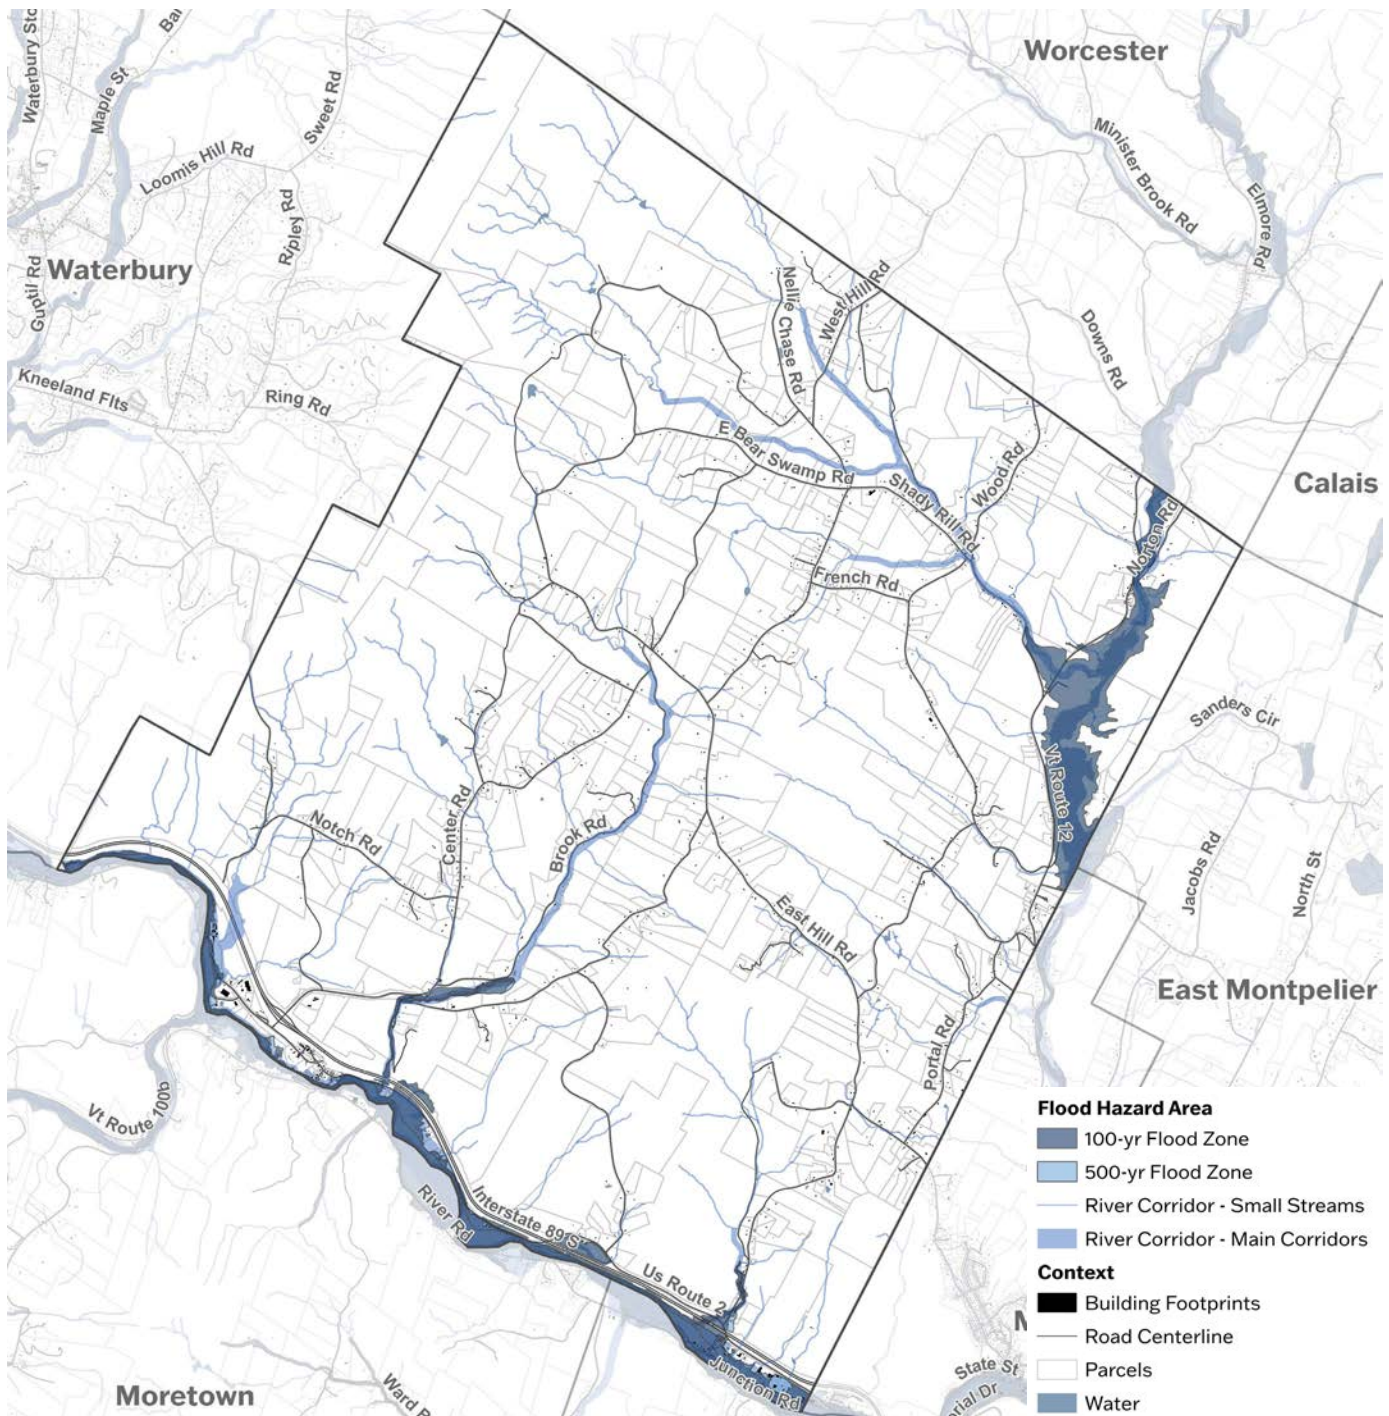 Worcester
Waterbury Sto
Maple St
Sweet Rd
Loomis Hill Rd
Minister Brook Rd
Elmore Rd
Ripley Rd
Waterbury
Guptil Rd
Nellie Chase Rd
West Hill Rd
Downs Rd
Kneeland Flts
Ring Rd
E Bear Swamp Rd
Wood Rd
Calais
Shady Rill Rd
Norton Rd
French Rd
Sanders Cir
Vt Route 12
Notch Rd
Center Rd
Brook Rd
Jacobs Rd
North St
East Hill Rd
East Montpelier
Portal Rd
Vt Route 100b
River Rd
Interstate 89 S
Us Route 2
Junction Rd
Moretown
Ward
M
State St
rial Dr
Flood Hazard Area
100-yr Flood Zone
500-yr Flood Zone
River Corridor - Small Streams
River Corridor - Main Corridors
Context
Building Footprints
Road Centerline
Parcels
Water